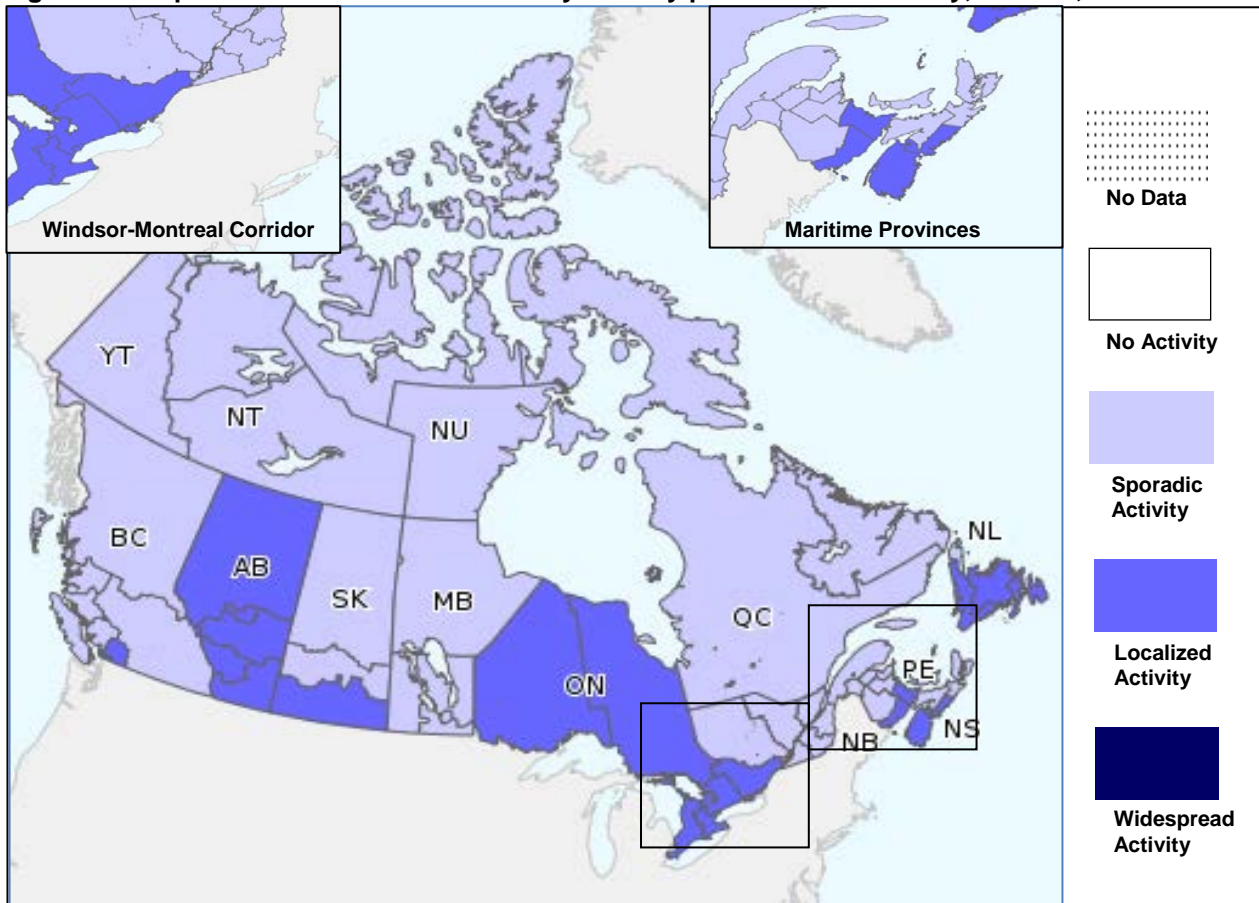 Windsor-Montreal Corridor
Maritime Provinces
No Data
No Activity
Sporadic
Activity
Localized
Activity
Widespread
Activity
YT
NT
NU
BC
AB
SK
MB
ON
QC
NL
PE
NB
NS